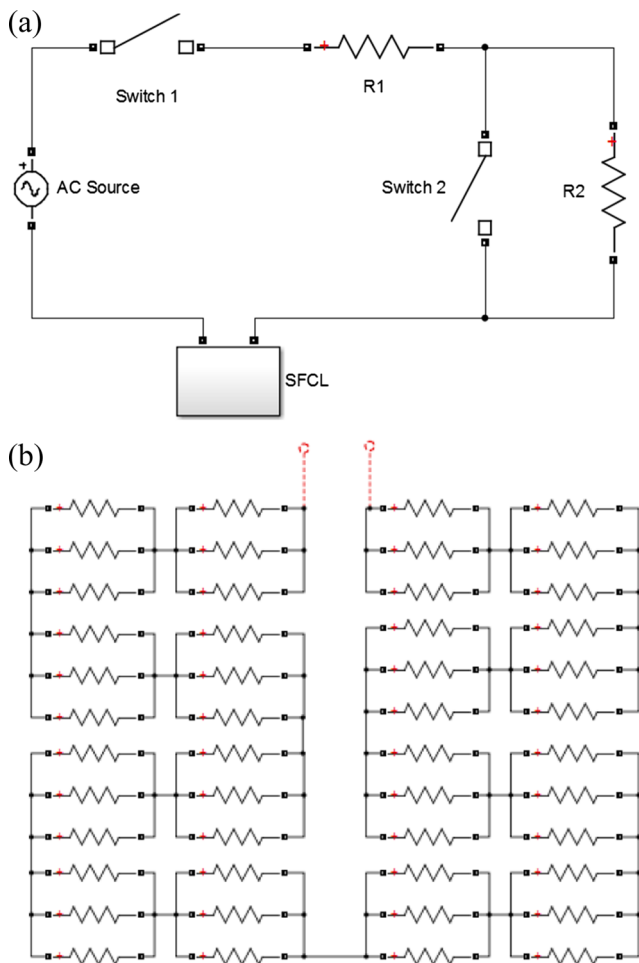 (a)
Switch 1
R1
+
AC Source
Switch 2
R2
SFCL
(b)